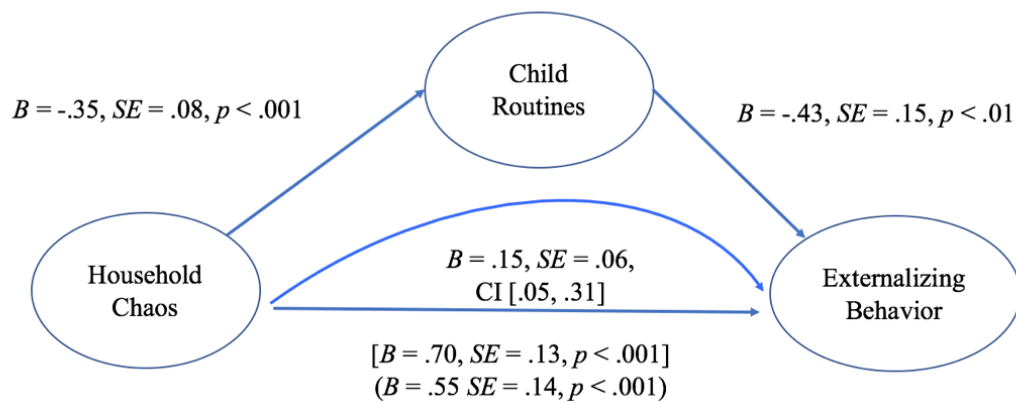 Child
Routines
B = -.35, SE = .08, p < .001
B = -.43, SE = .15, p < .01
Household
Chaos
B = .15, SE = .06,
CI [.05, .31]
Externalizing
Behavior
[B = .70, SE = .13, p < .001]
(B = .55 SE = .14, p < .001)